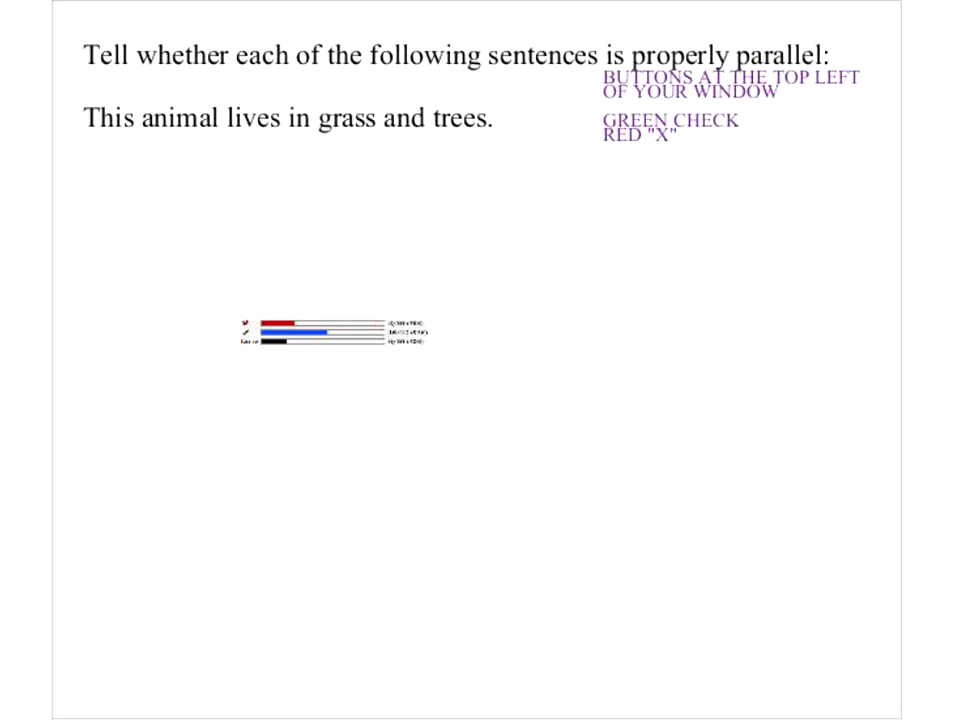 Tell whether each of the following sentences is properly parallel:
BUTTONS AT THE TOP LEFT
OF YOUR WINDOW
This animal lives in grass and trees.
GREEN CHECK
RED "X"